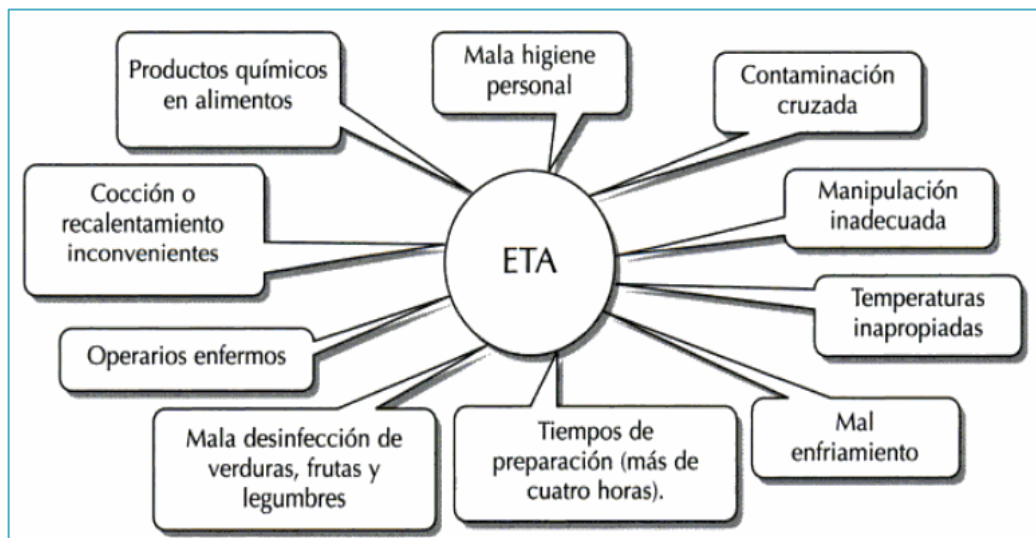 Productos químicos
en alimentos
Mala higiene
personal
Contaminación
cruzada
Cocción o
recalentamiento
inconvenientes
ETA
Manipulación
inadecuada
Temperaturas
inapropiadas
Operarios enfermos
Mala desinfección de
verduras, frutas y
legumbres
Tiempos de
preparación (más de
cuatro horas).
Mal
enfriamiento